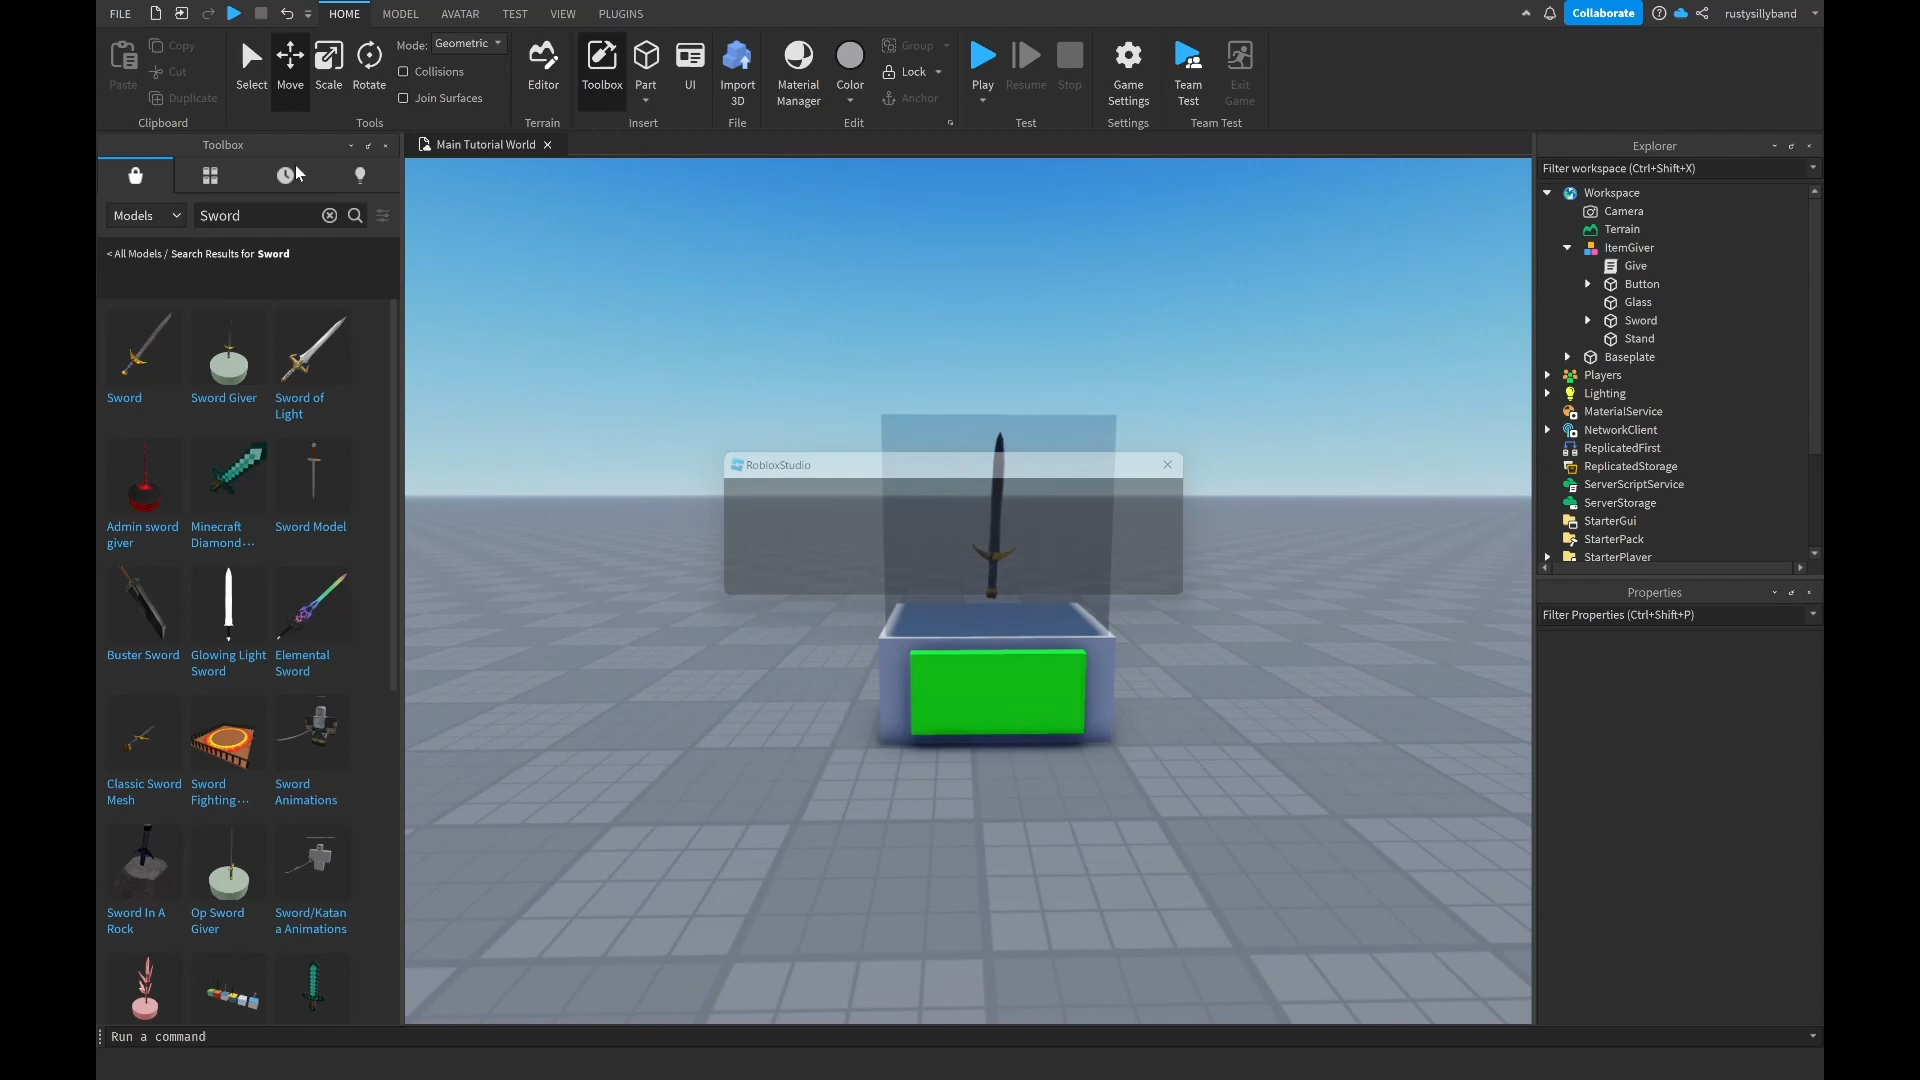 FILE
HOME
MODEL
AVATAR
TEST
VIEW
PLUGINS
Collaborate
rustysillyband
Paste
Copy
Cut
Duplicate
Clipboard
Select
Move
Scale
Rotate
Mode: Geometric
Collisions
Join Surfaces
Tools
Editor
Terrain
Toolbox
Part
UI
Insert
Import
3D
File
Material
Manager
Color
Group
Lock
Anchor
Edit
Play
Resume
Stop
Test
Game
Settings
Settings
Team
Test
Exit
Game
Team Test
Toolbox
Models
Sword
< All Models / Search Results for Sword
Sword
Sword Giver
Sword of
Light
Admin sword
giver
Minecraft
Diamond...
Sword Model
Buster Sword
Glowing Light
Sword
Elemental
Sword
Classic Sword
Mesh
Sword
Fighting...
Sword
Animations
Sword In A
Rock
Op Sword
Giver
Sword/Katan
a Animations
Main Tutorial World
RobloxStudio
Explorer
Filter workspace (Ctrl+Shift+X)
Workspace
Camera
Terrain
ItemGiver
Give
Button
Glass
Sword
Stand
Baseplate
Players
Lighting
MaterialService
NetworkClient
ReplicatedFirst
ReplicatedStorage
ServerScriptService
ServerStorage
StarterGui
StarterPack
StarterPlayer
Properties
Filter Properties (Ctrl+Shift+P)
Run a command